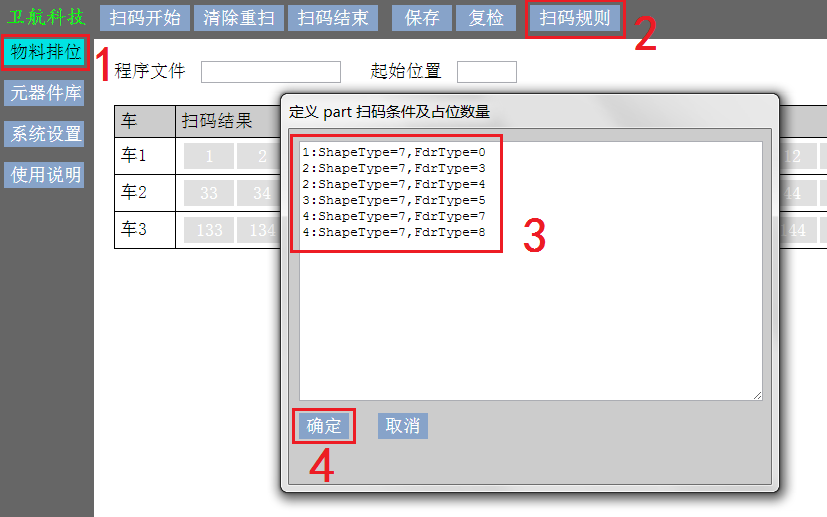 卫航科技 扫码开始 清除重扫 扫码结束 保存 复检 扫码规则
2
物料排位
1
元器件库
系统设置
使用说明
程序文件 起始位置
车 扫码结果
车1 1 2 12
车2 33 34 44
车3 133 134 144
定义 part 扫码条件及占位数量
1:ShapeType=7,FdrType=0
2:ShapeType=7,FdrType=3
2:ShapeType=7,FdrType=4
3:ShapeType=7,FdrType=5
4:ShapeType=7,FdrType=7
4:ShapeType=7,FdrType=8
3
确定 取消
4